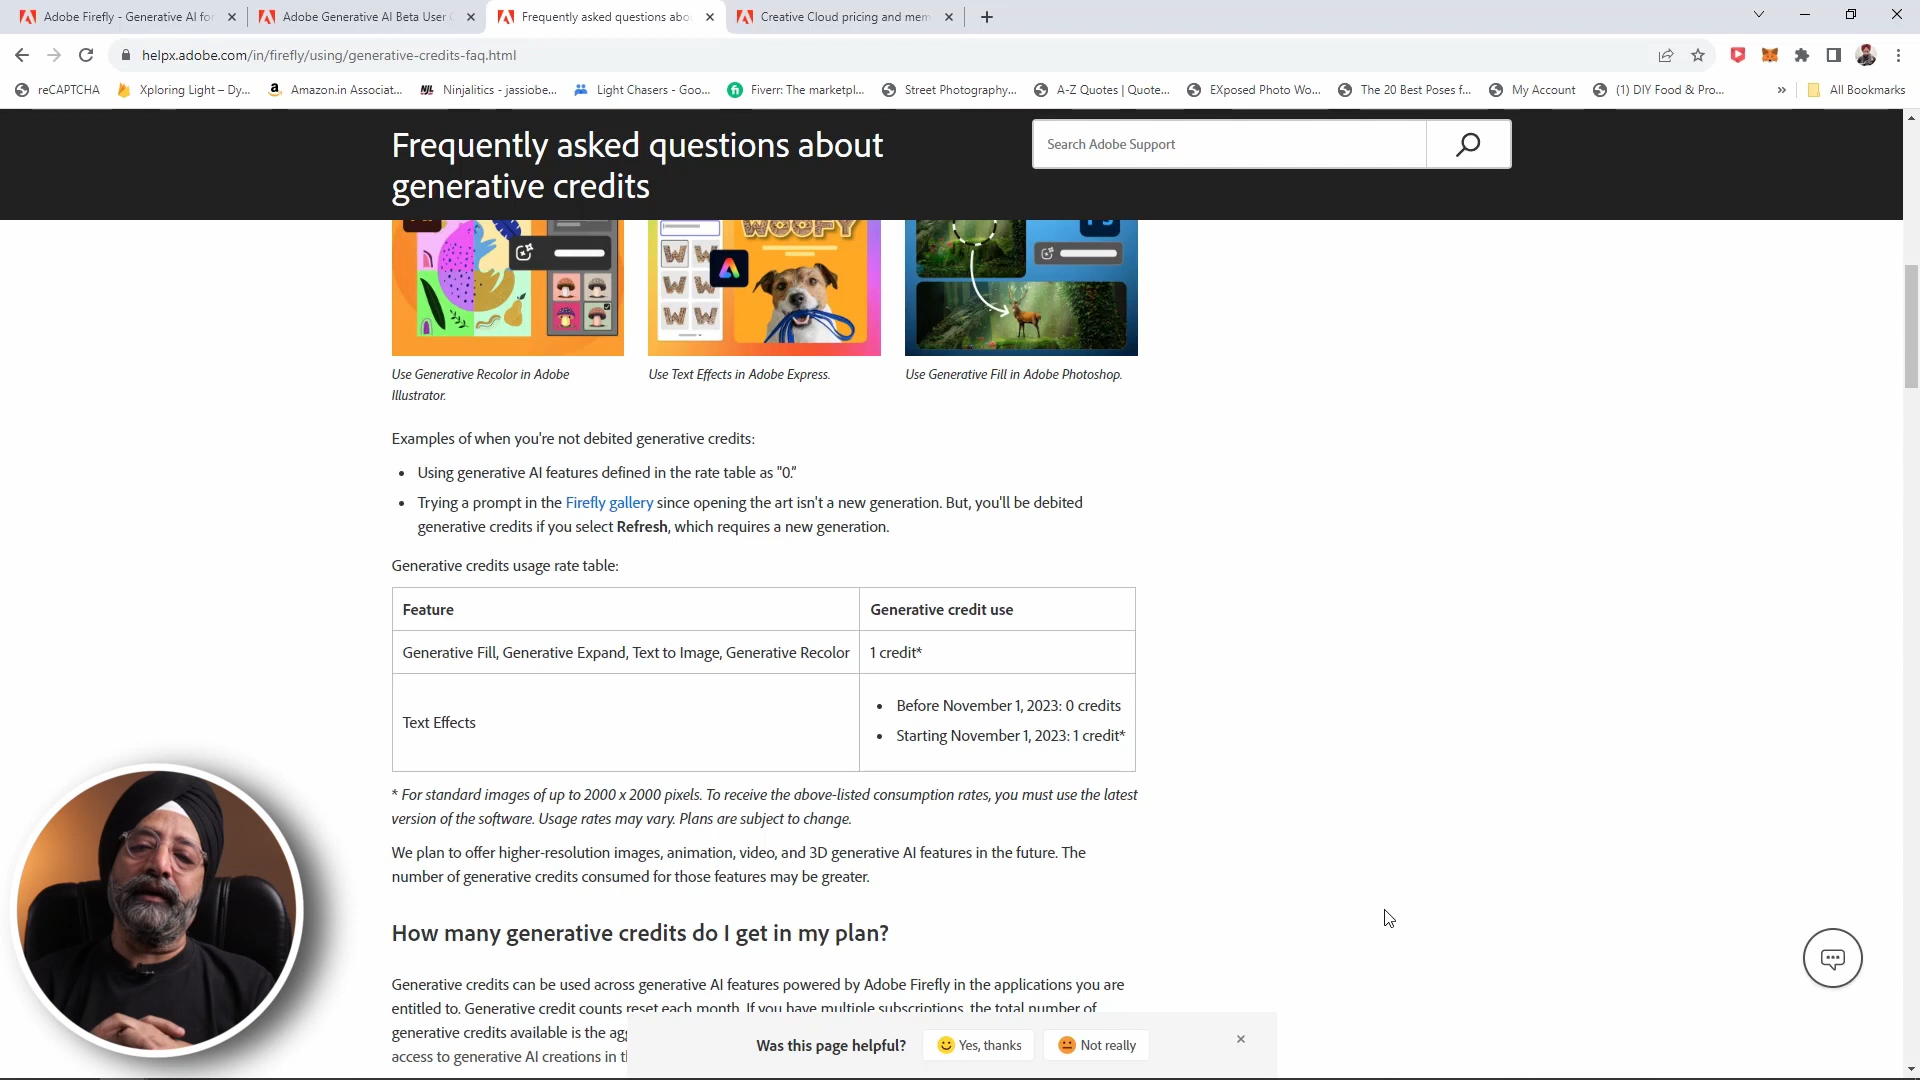 Adobe Firefly - Generative AI for
Adobe Generative AI Beta User
Frequently asked questions abo
Creative Cloud pricing and mem
helpx.adobe.com/in/firefly/using/generative-credits-faq.html
reCAPTCHA
Xploring Light – Dy...
Amazon.in Associat...
Ninjalitics - jassiobe...
Light Chasers - Goo...
Fiverr: The marketpl...
Street Photography...
A-Z Quotes | Quote...
EXposed Photo Wo...
The 20 Best Poses f...
My Account
(1) DIY Food & Pro...
»
All Bookmarks
Frequently asked questions about
generative credits
Search Adobe Support
WOOFY
Use Generative Recolor in Adobe
Illustrator.
Use Text Effects in Adobe Express.
Use Generative Fill in Adobe Photoshop.
Examples of when you're not debited generative credits:
• Using generative AI features defined in the rate table as "0."
• Trying a prompt in the Firefly gallery since opening the art isn't a new generation. But, you'll be debited
generative credits if you select Refresh, which requires a new generation.
Generative credits usage rate table:
Feature
Generative credit use
Generative Fill, Generative Expand, Text to Image, Generative Recolor
1 credit*
Text Effects
• Before November 1, 2023: 0 credits
• Starting November 1, 2023: 1 credit*
* For standard images of up to 2000 x 2000 pixels. To receive the above-listed consumption rates, you must use the latest
version of the software. Usage rates may vary. Plans are subject to change.
We plan to offer higher-resolution images, animation, video, and 3D generative AI features in the future. The
number of generative credits consumed for those features may be greater.
How many generative credits do I get in my plan?
Generative credits can be used across generative AI features powered by Adobe Firefly in the applications you are
entitled to. Generative credit counts reset each month. If you have multiple subscriptions, the total number of
generative credits available is the agg
access to generative AI creations in t
Was this page helpful?
Yes, thanks
Not really